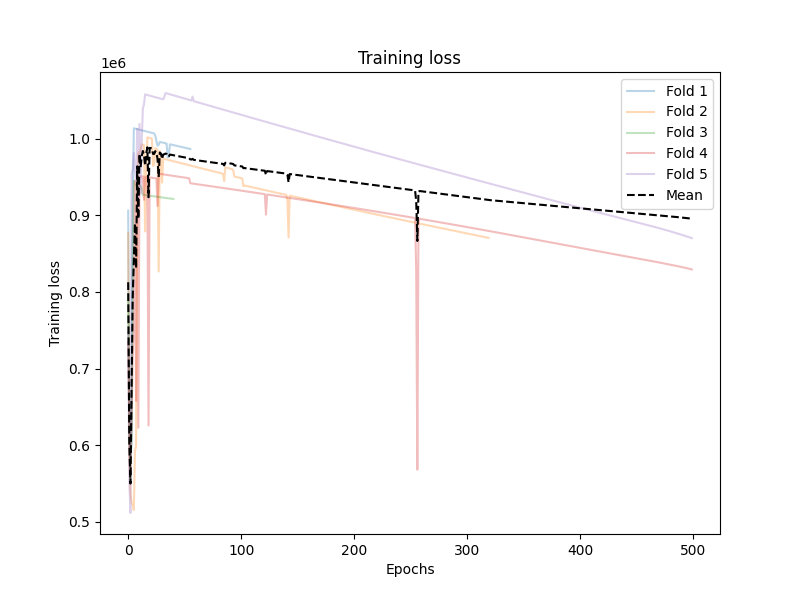 Training loss
1e6
Fold 1
Fold 2
Fold 3
Fold 4
Fold 5
Mean
1.0
0.9
0.8
0.7
0.6
0.5
Training loss
0 100 200 300 400 500
Epochs